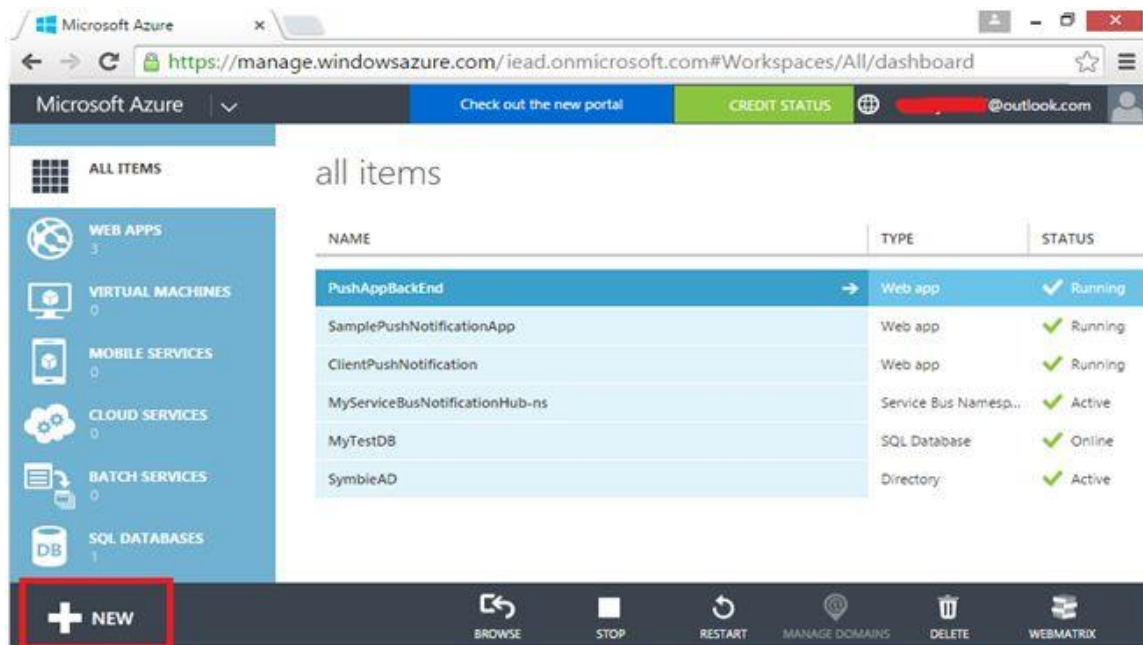 Microsoft Azure
https://manage.windowsazure.com/iead.onmicrosoft.com#Workspaces/All/dashboard
Microsoft Azure Check out the new portal CREDIT STATUS @outlook.com
ALL ITEMS
WEB APPS
3
VIRTUAL MACHINES
0
MOBILE SERVICES
0
CLOUD SERVICES
0
BATCH SERVICES
0
DB
SQL DATABASES
1
all items
NAME TYPE STATUS
PushAppBackEnd Web app Running
SamplePushNotificationApp Web app Running
ClientPushNotification Web app Running
MyServiceBusNotificationHub-ns Service Bus Namesp... Active
MyTestDB SQL Database Online
SymbieAD Directory Active
NEW BROWSE STOP RESTART MANAGE DOMAINS DELETE WEBMATRIX